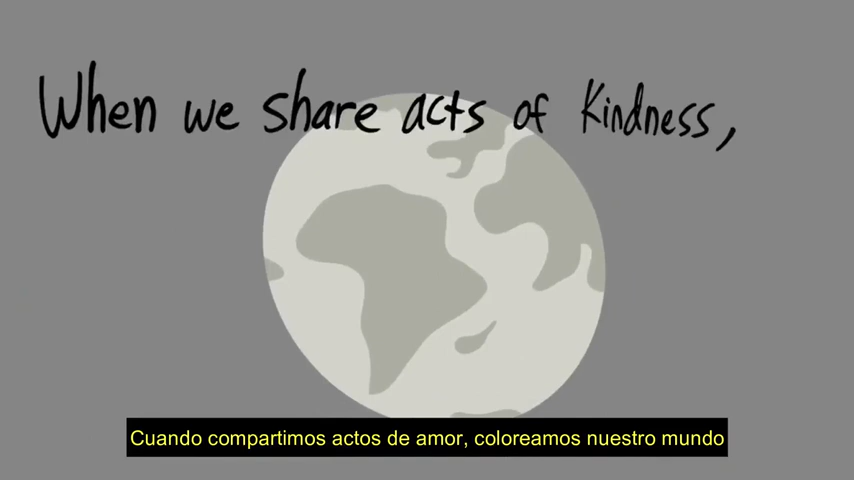 When we share acts of kindness,
Cuando compartimos actos de amor, coloreamos nuestro mundo